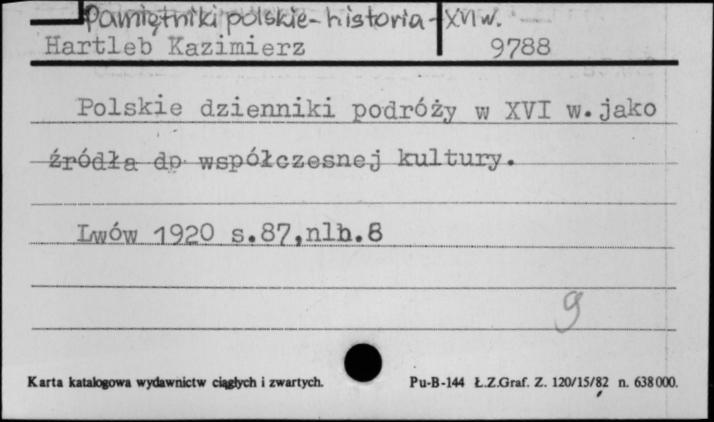 Pamiętniki polskie - historia - XVI w.
Hartleb Kazimierz 9788
Polskie dzienniki podróży w XVI w. jako
źródła do współczesnej kultury.
Lwów 1920 s.87,nlb.8
9
Karta katalogowa wydawnictw ciągłych i zwartych. Pu-B-144 Ł.Z.Graf. Z. 120/15/82 n. 638000.